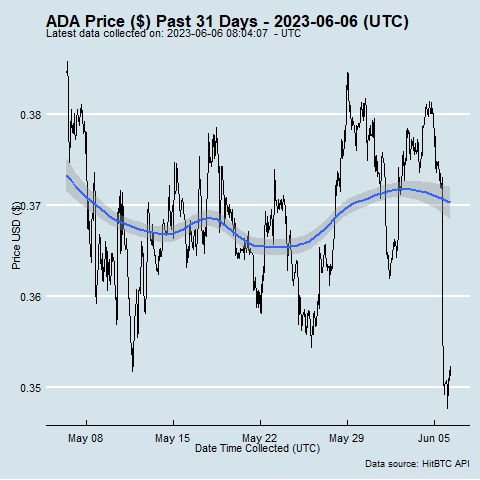 ADA Price ($) Past 31 Days - 2023-06-06 (UTC)
Latest data collected on: 2023-06-06 08:04:07 - UTC
0.38
0.37
0.36
0.35
Price USD ($)
May 08 May 15 May 22 May 29 Jun 05
Date Time Collected (UTC)
Data source: HitBTC API